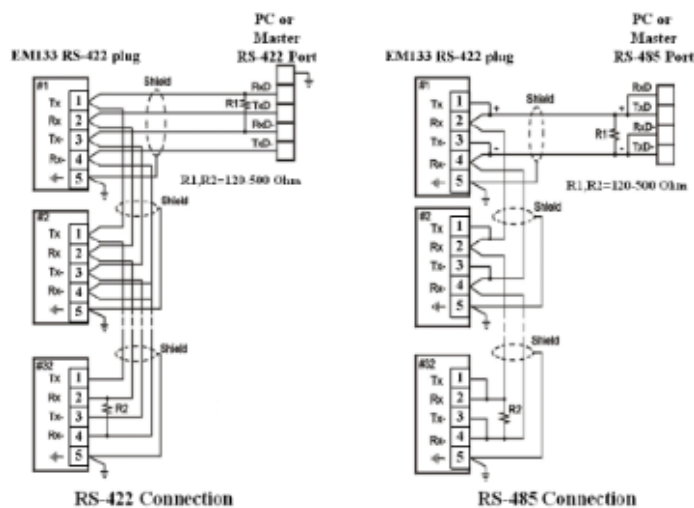 PC or
Master
RS-422 Port
EM133 RS-422 plug
#1
Tx 1
Rx 2
Tx- 3
Rx- 4
5
Shield
RxD
R1
TxD
RxD-
TxD-
R1,R2=120-500 Ohm
#2
Tx 1
Rx 2
Tx- 3
Rx- 4
5
Shield
Shield
#32
Tx 1
Rx 2
Tx- 3
Rx- 4
5
R2
RS-422 Connection
PC or
Master
RS-485 Port
EM133 RS-422 plug
#1
Tx 1
Rx 2
Tx- 3
Rx- 4
5
+
-
Shield
R1
+
-
RxD
TxD
RxD-
TxD-
R1,R2=120-500 Ohm
#2
Tx 1
Rx 2
Tx- 3
Rx- 4
5
Shield
Shield
#32
Tx 1
Rx 2
Tx- 3
Rx- 4
5
R2
RS-485 Connection